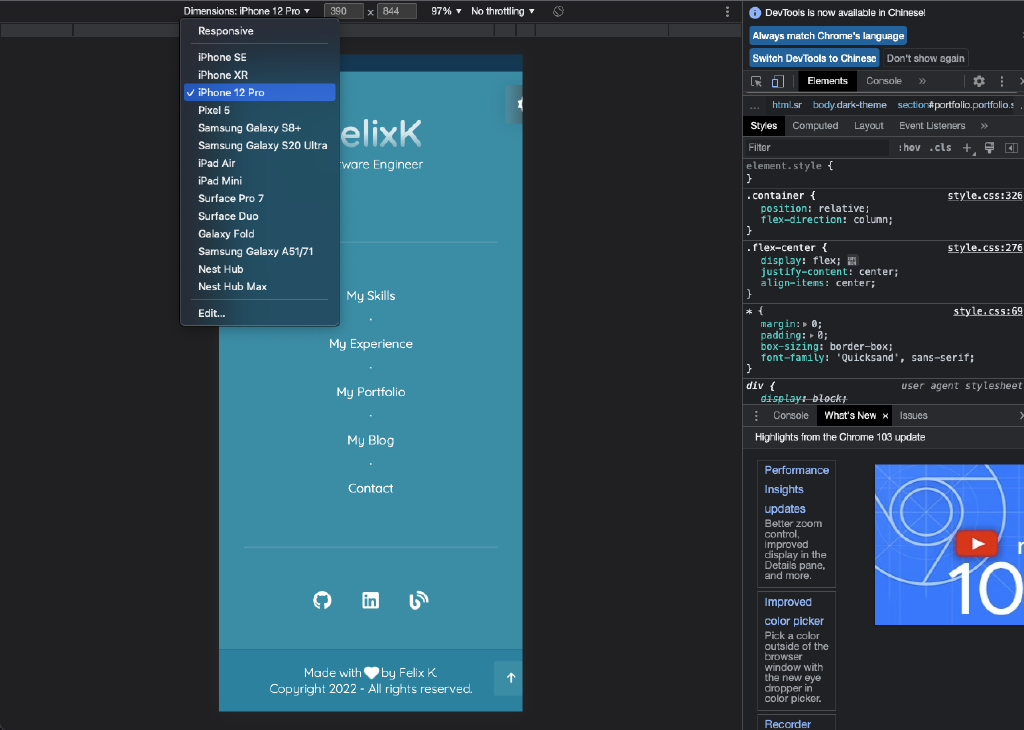 Dimensions: iPhone 12 Pro ▾ 390 x 844 97% ▾ No throttling ▾
Responsive
iPhone SE
iPhone XR
✓ iPhone 12 Pro
Pixel 5
Samsung Galaxy S8+
Samsung Galaxy S20 Ultra
iPad Air
iPad Mini
Surface Pro 7
Surface Duo
Galaxy Fold
Samsung Galaxy A51/71
Nest Hub
Nest Hub Max
Edit...
elixK
ware Engineer
My Skills
.
My Experience
.
My Portfolio
.
My Blog
.
Contact
in
Made with by Felix K.
Copyright 2022 - All rights reserved.
DevTools is now available in Chinese!
Always match Chrome's language
Switch DevTools to Chinese Don't show again
Elements Console »
... html.sr body.dark-theme section#portfolio.portfolio.s
Styles Computed Layout Event Listeners »
Filter :hov .cls +
element.style {
}
.container { style.css:326
position: relative;
flex-direction: column;
}
.flex-center { style.css:276
display: flex;
justify-content: center;
align-items: center;
}
* { style.css:69
margin:▸ 0;
padding:▸ 0;
box-sizing: border-box;
font-family: 'Quicksand', sans-serif;
}
div { user agent stylesheet
display: block;
Console What's New × Issues
Highlights from the Chrome 103 update
Performance
Insights
updates
Better zoom
control,
improved
display in the
Details pane,
and more.
Improved
color picker
Pick a color
outside of the
browser
window with
the new eye
dropper in
color picker.
Recorder
10